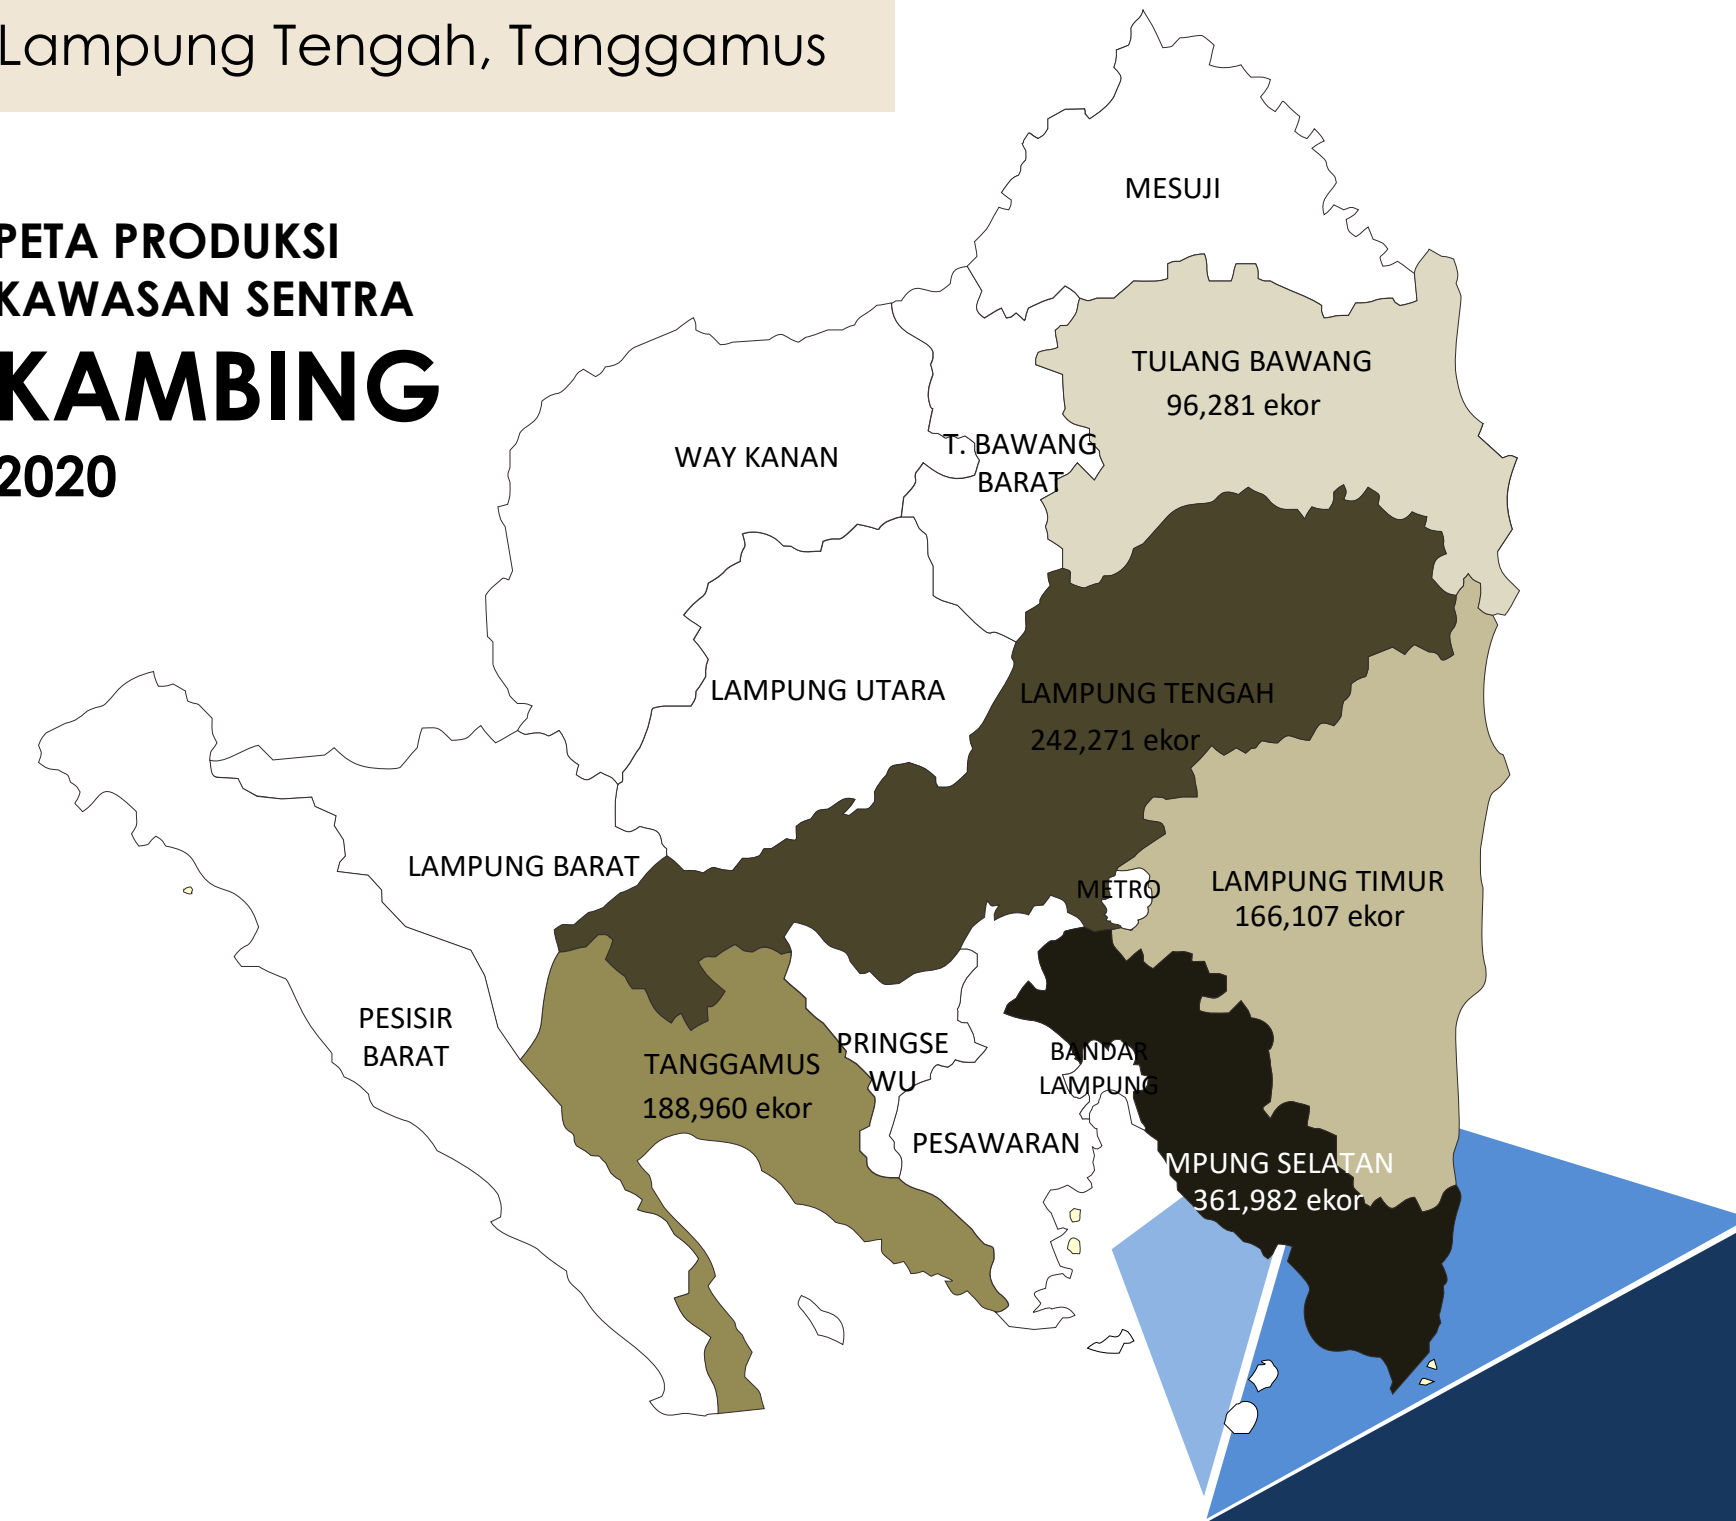 Lampung Tengah, Tanggamus
PETA PRODUKSI
KAWASAN SENTRA
KAMBING
2020
MESUJI
TULANG BAWANG
96,281 ekor
WAY KANAN
T. BAWANG
BARAT
LAMPUNG UTARA
LAMPUNG TENGAH
242,271 ekor
LAMPUNG BARAT
METRO
LAMPUNG TIMUR
166,107 ekor
PESISIR
BARAT
TANGGAMUS
188,960 ekor
PRINGSE
WU
BANDAR
LAMPUNG
PESAWARAN
MPUNG SELATAN
361,982 ekor